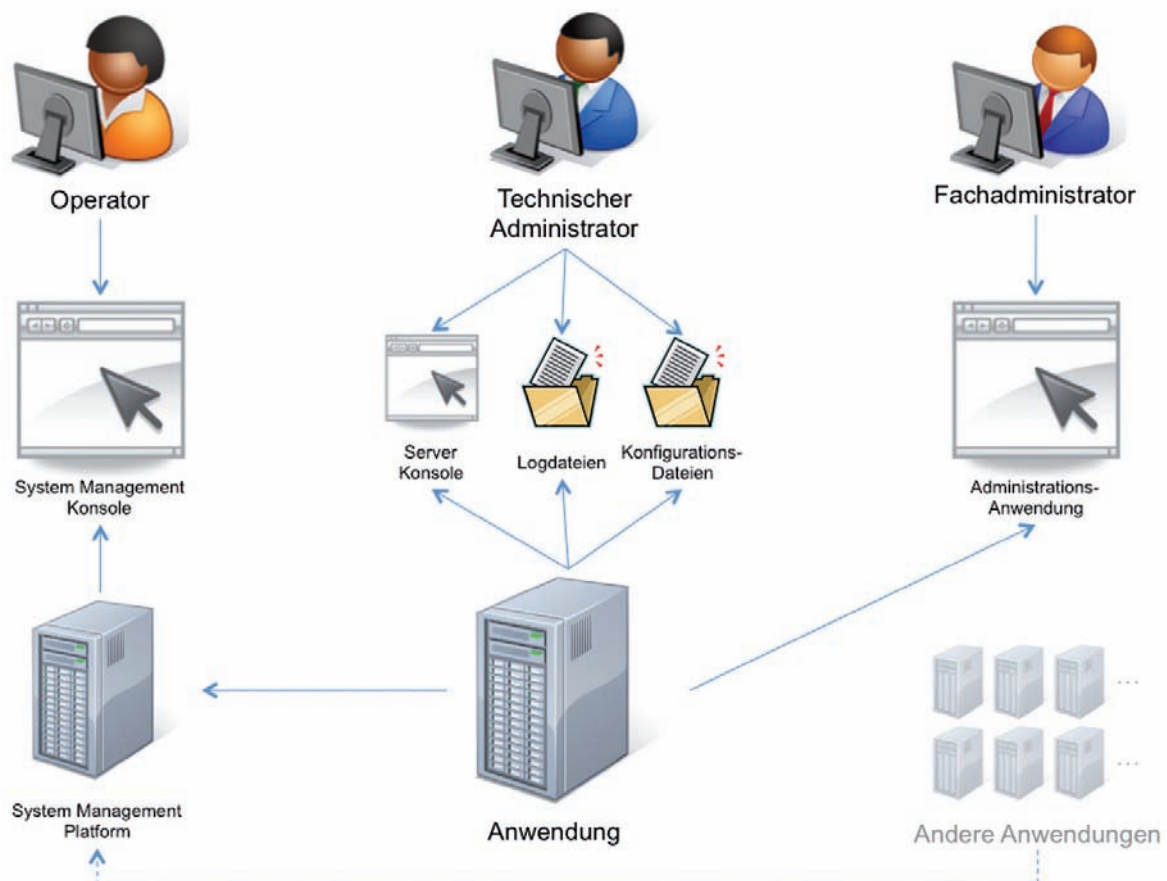 Operator
Technischer
Administrator
Fachadministrator
System Management
Konsole
Server
Konsole
Logdateien
Konfigurations-
Dateien
Administrations-
Anwendung
System Management
Platform
Anwendung
...
...
Andere Anwendungen